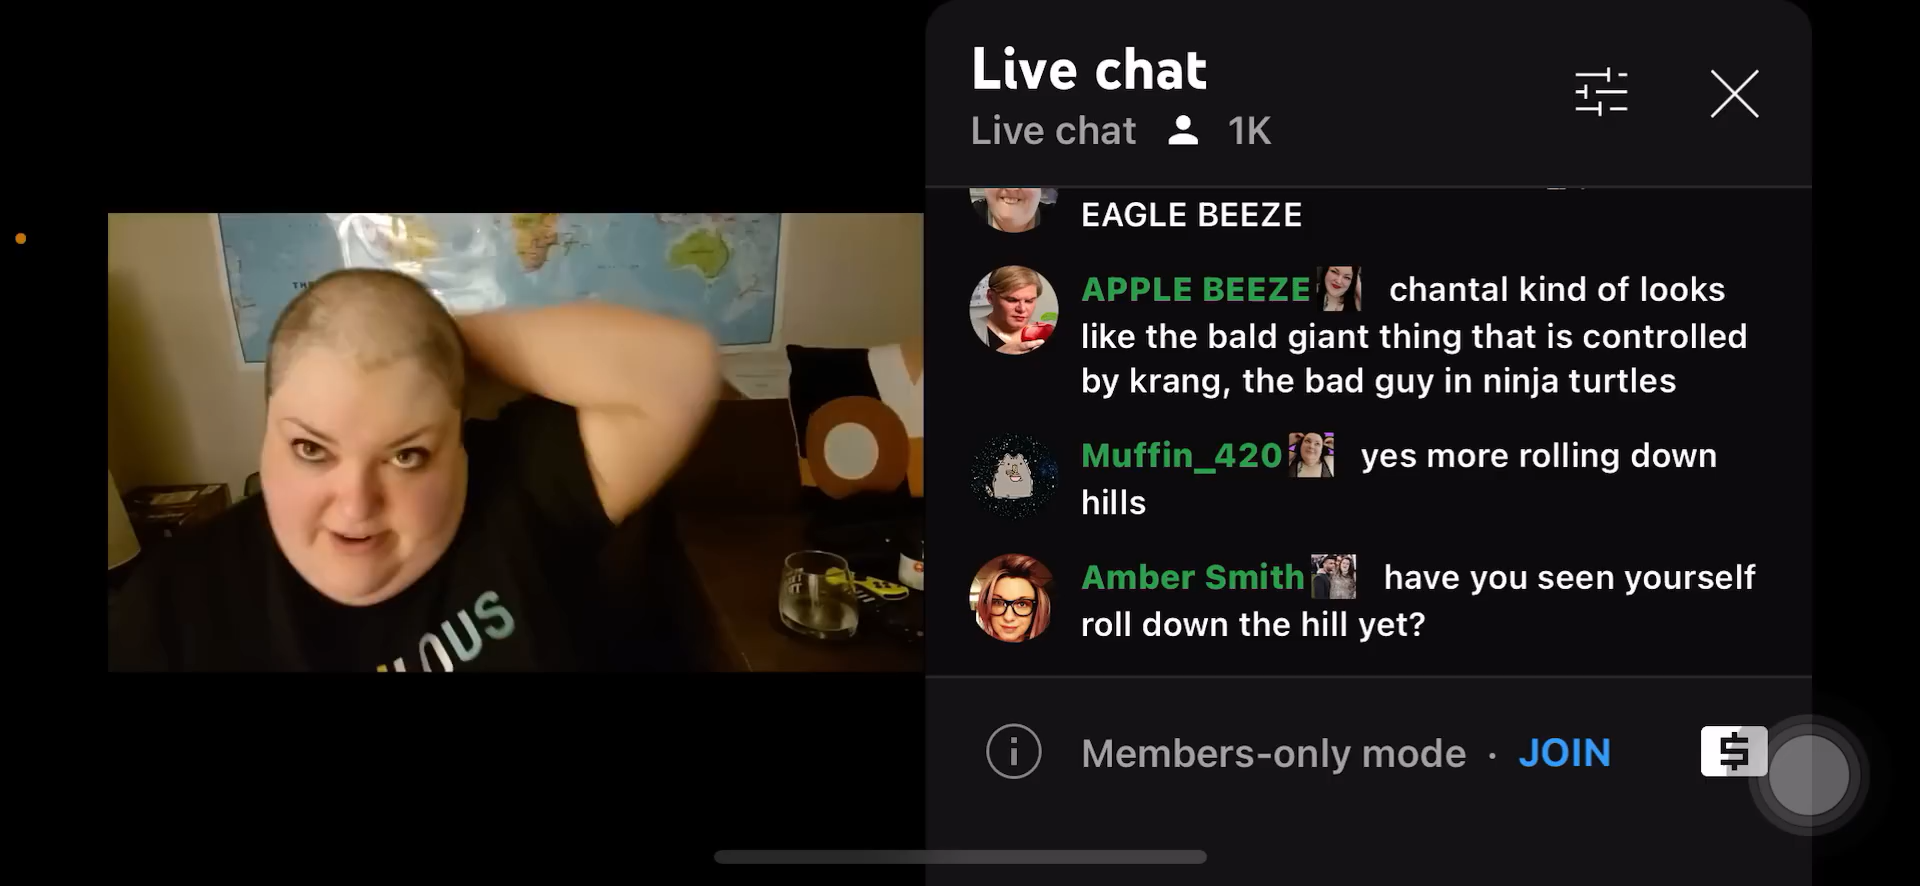 Live chat
Live chat 1K
EAGLE BEEZE
APPLE BEEZE chantal kind of looks
like the bald giant thing that is controlled
by krang, the bad guy in ninja turtles
Muffin_420 yes more rolling down
hills
Amber Smith have you seen yourself
roll down the hill yet?
Members-only mode · JOIN